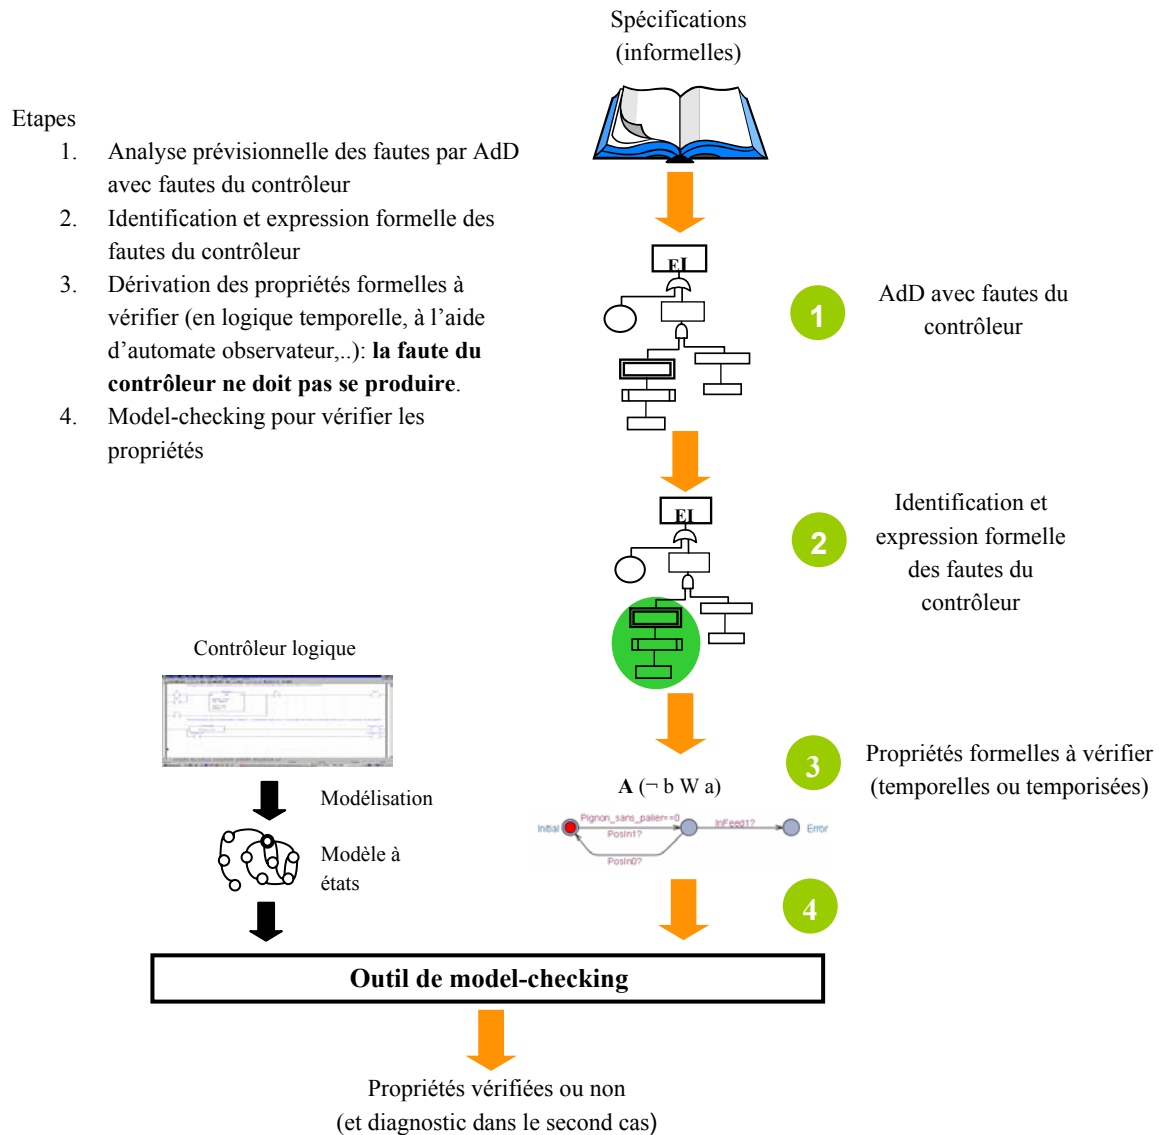 Spécifications
(informelles)
Etapes
1. Analyse prévisionnelle des fautes par AdD
avec fautes du contrôleur
2. Identification et expression formelle des
fautes du contrôleur
3. Dérivation des propriétés formelles à
vérifier (en logique temporelle, à l’aide
d’automate observateur,..): la faute du
contrôleur ne doit pas se produire.
4. Model-checking pour vérifier les
propriétés
EI
1
AdD avec fautes du
contrôleur
EI
2
Identification et
expression formelle
des fautes du
contrôleur
Contrôleur logique
Modélisation
Modèle à
états
3
Propriétés formelles à vérifier
(temporelles ou temporisées)
A (¬ b W a)
Pignon_sans_palier==0
Initial
PosIn1?
InFeed1?
Error
PosIn0?
4
Outil de model-checking
Propriétés vérifiées ou non
(et diagnostic dans le second cas)